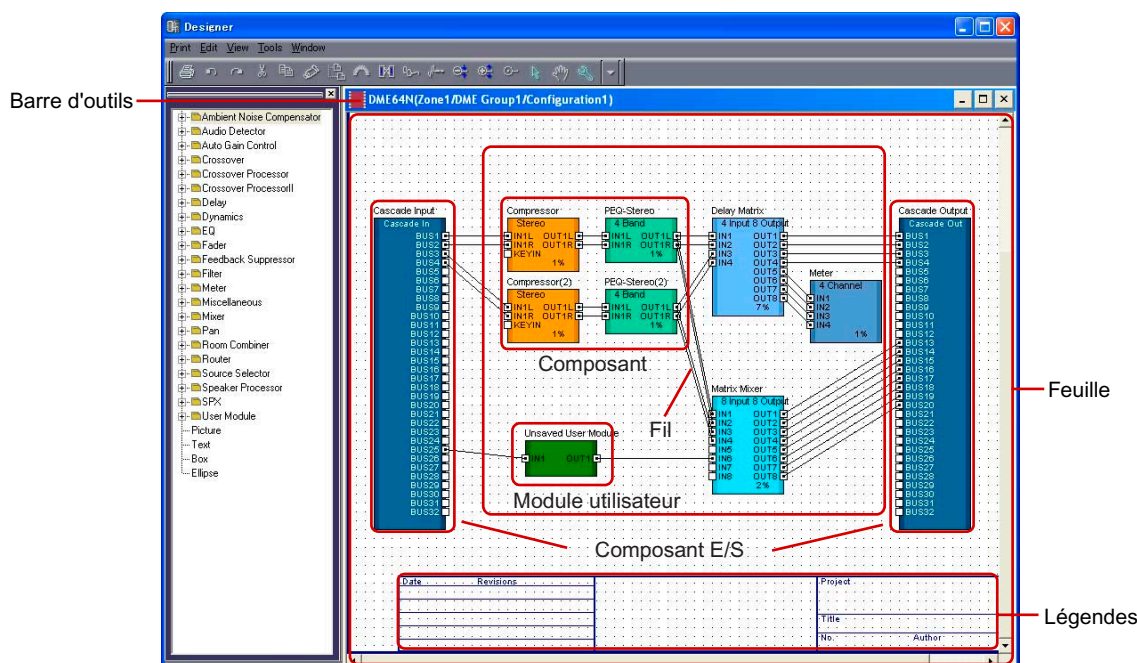 Designer
Print Edit View Tools Window
Barre d'outils
DME64N(Zone1/DME Group1/Configuration1)
Ambient Noise Compensator
Audio Detector
Auto Gain Control
Crossover
Crossover Processor
Crossover ProcessorII
Delay
Dynamics
EQ
Fader
Feedback Suppressor
Filter
Meter
Miscellaneous
Mixer
Pan
Room Combiner
Router
Source Selector
Speaker Processor
SPX
User Module
Picture
Text
Box
Ellipse
Cascade Input
Cascade In
BUS1
BUS2
BUS3
BUS4
BUS5
BUS6
BUS7
BUS8
BUS9
BUS10
BUS11
BUS12
BUS13
BUS14
BUS15
BUS16
BUS17
BUS18
BUS19
BUS20
BUS21
BUS22
BUS23
BUS24
BUS25
BUS26
BUS27
BUS28
BUS29
BUS30
BUS31
BUS32
Compressor
Stereo
IN1L OUT1L
IN1R OUT1R
KEYIN
1%
PEQ-Stereo
4 Band
IN1L OUT1L
IN1R OUT1R
1%
Compressor(2)
Stereo
IN1L OUT1L
IN1R OUT1R
KEYIN
1%
PEQ-Stereo(2)
4 Band
IN1L OUT1L
IN1R OUT1R
1%
Composant
Delay Matrix
4 Input 8 Output
IN1 OUT1
IN2 OUT2
IN3 OUT3
IN4 OUT4
OUT5
OUT6
OUT7
OUT8
7%
Meter
4 Channel
IN1
IN2
IN3
IN4
1%
Fil
Matrix Mixer
8 Input 8 Output
IN1 OUT1
IN2 OUT2
IN3 OUT3
IN4 OUT4
IN5 OUT5
IN6 OUT6
IN7 OUT7
IN8 OUT8
2%
Unsaved User Module
IN1 OUT1
Module utilisateur
Cascade Output
Cascade Out
BUS1
BUS2
BUS3
BUS4
BUS5
BUS6
BUS7
BUS8
BUS9
BUS10
BUS11
BUS12
BUS13
BUS14
BUS15
BUS16
BUS17
BUS18
BUS19
BUS20
BUS21
BUS22
BUS23
BUS24
BUS25
BUS26
BUS27
BUS28
BUS29
BUS30
BUS31
BUS32
Feuille
Composant E/S
Date Revisions
Project
Title
No. Author
Légendes